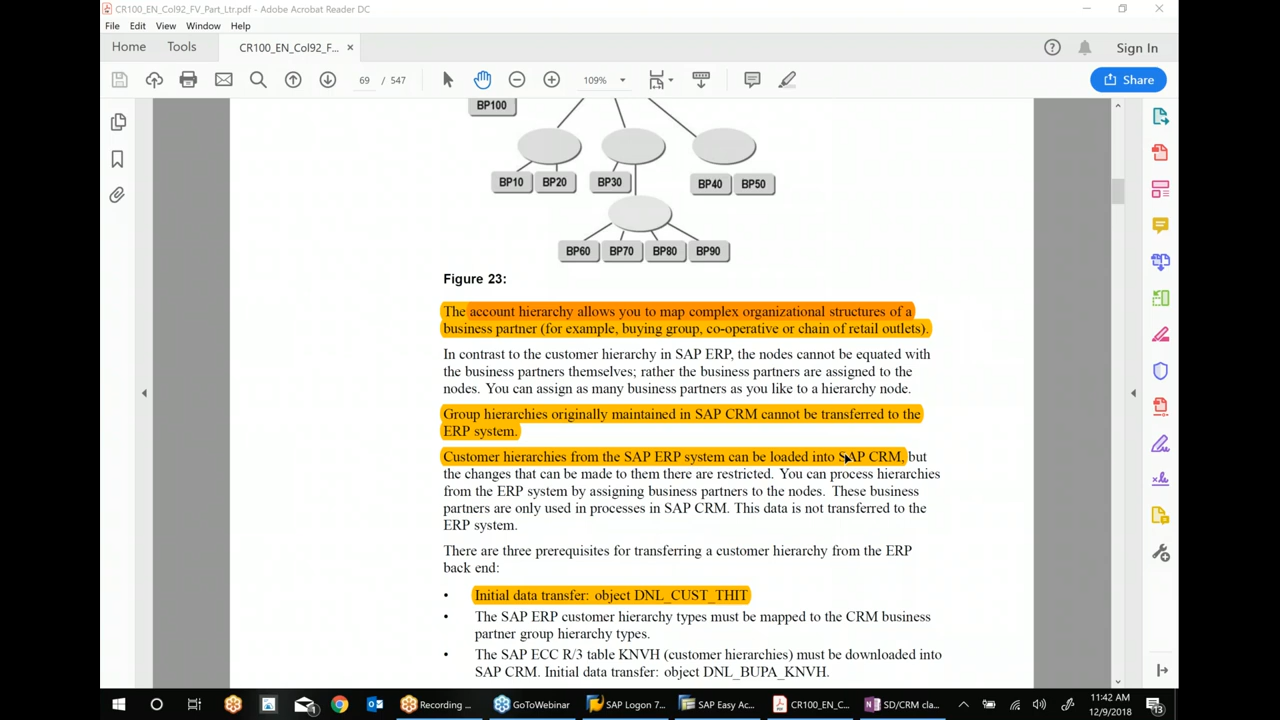 CR100_EN_Col92_FV_Part_Ltr.pdf - Adobe Acrobat Reader DC
File Edit View Window Help
Home Tools CR100_EN_Col92_F... × Sign In
69 / 547 109% Share
BP100
BP10 BP20 BP30 BP40 BP50
BP60 BP70 BP80 BP90
Figure 23:
The account hierarchy allows you to map complex organizational structures of a
business partner (for example, buying group, co-operative or chain of retail outlets).
In contrast to the customer hierarchy in SAP ERP, the nodes cannot be equated with
the business partners themselves; rather the business partners are assigned to the
nodes. You can assign as many business partners as you like to a hierarchy node.
Group hierarchies originally maintained in SAP CRM cannot be transferred to the
ERP system.
Customer hierarchies from the SAP ERP system can be loaded into SAP CRM, but
the changes that can be made to them there are restricted. You can process hierarchies
from the ERP system by assigning business partners to the nodes. These business
partners are only used in processes in SAP CRM. This data is not transferred to the
ERP system.
There are three prerequisites for transferring a customer hierarchy from the ERP
back end:
• Initial data transfer: object DNL_CUST_THIT
• The SAP ERP customer hierarchy types must be mapped to the CRM business
partner group hierarchy types.
• The SAP ECC R/3 table KNVH (customer hierarchies) must be downloaded into
SAP CRM. Initial data transfer: object DNL_BUPA_KNVH.
Recording ... GoToWebinar SAP Logon 7... SAP Easy Ac... CR100_EN_C... SD/CRM cla... 11:42 AM
12/9/2018 13